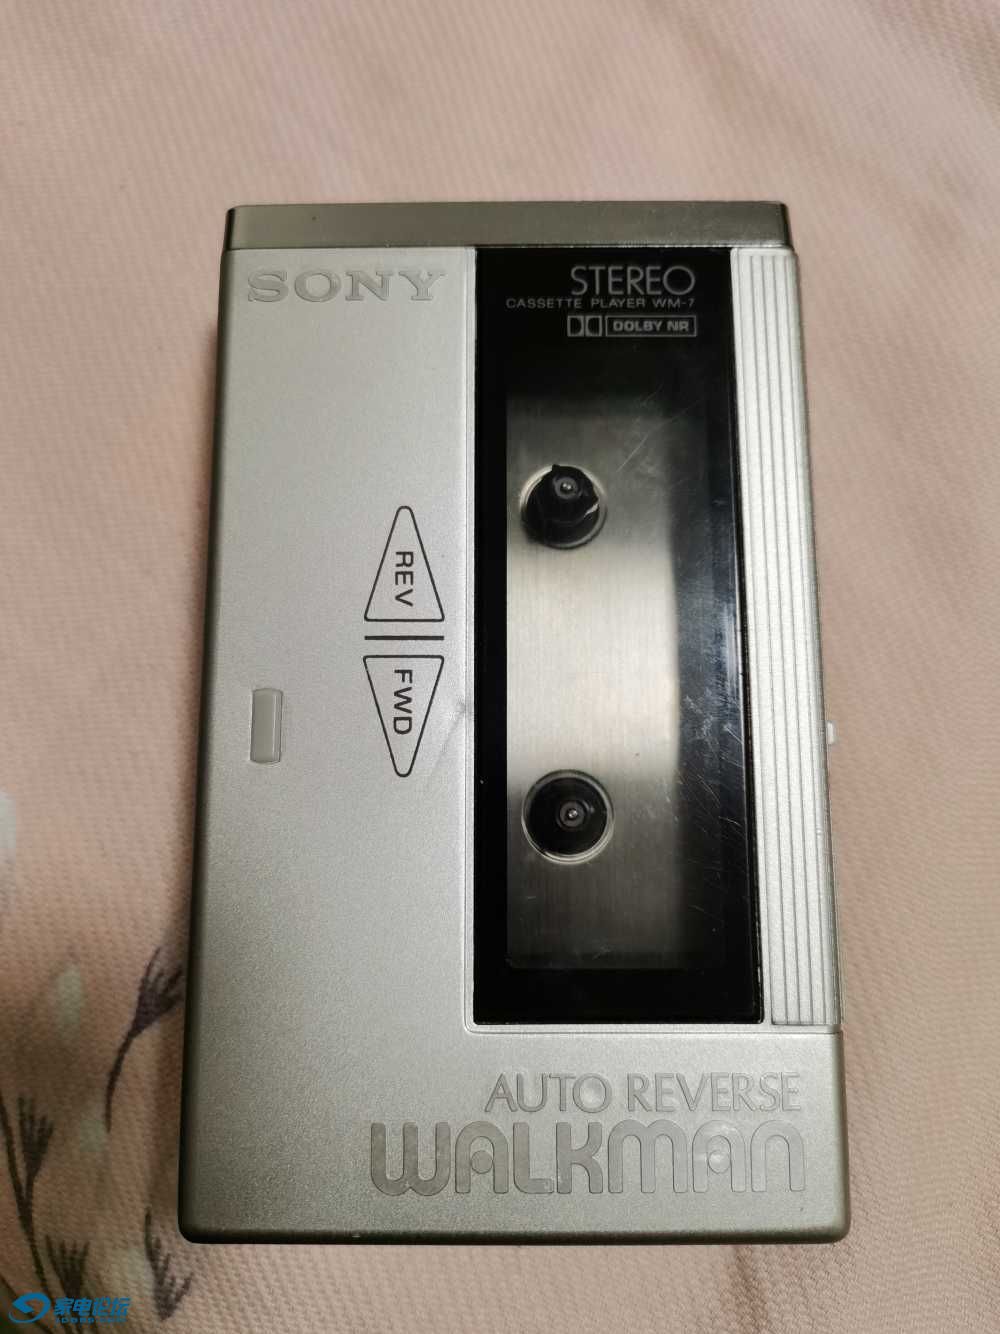 SONY
STEREO
CASSETTE PLAYER WM-7
DOLBY NR
REV
FWD
AUTO REVERSE
WALKMAN
家电论坛